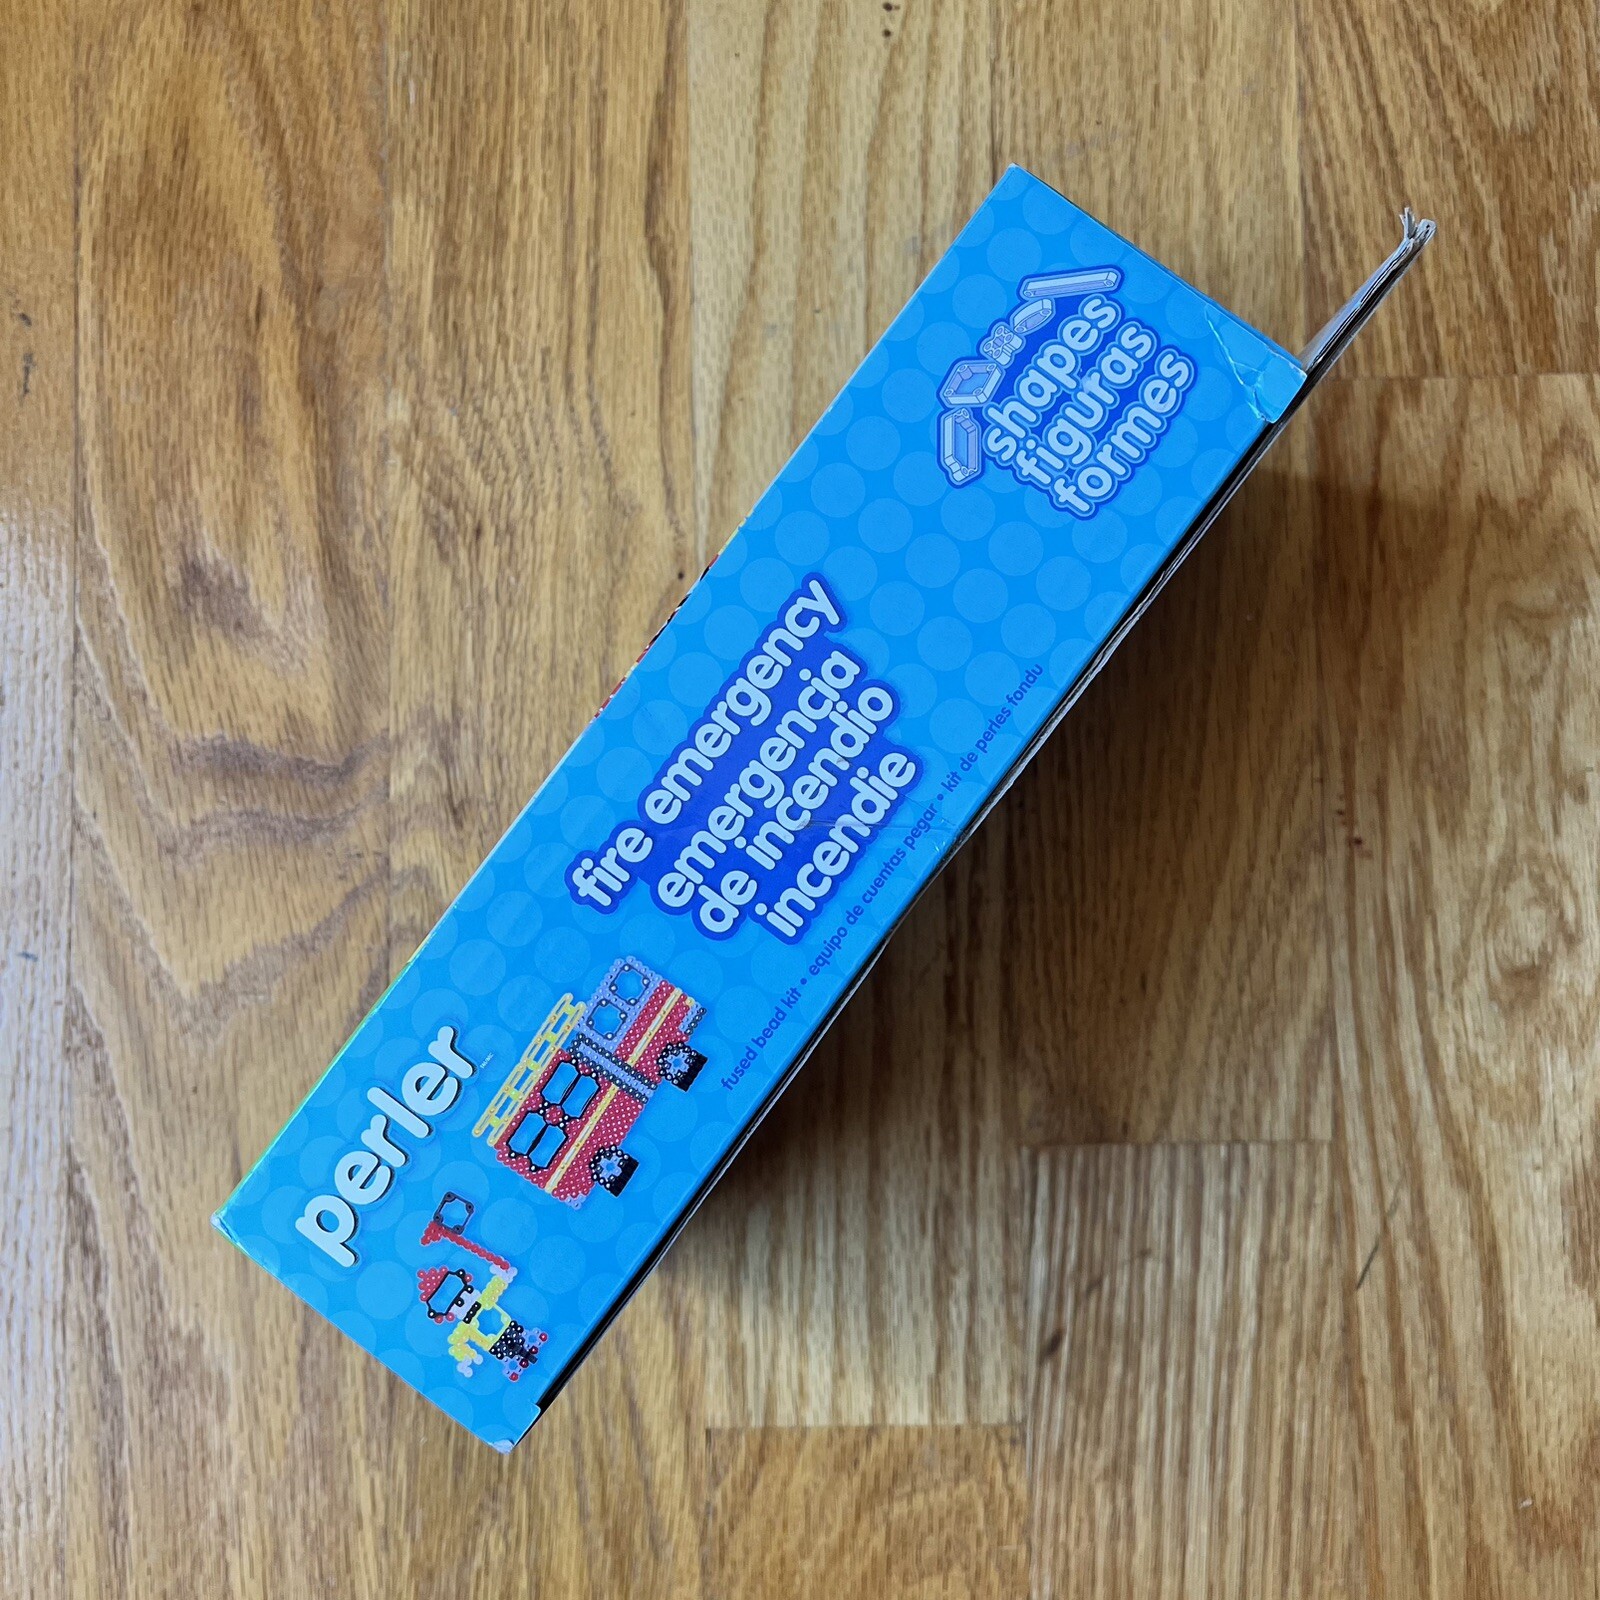 perler
fire emergency
emergencia
de incendio
incendie
fused bead kit • equipo de cuentas pegar • kit de perles fondu
shapes
figuras
formes